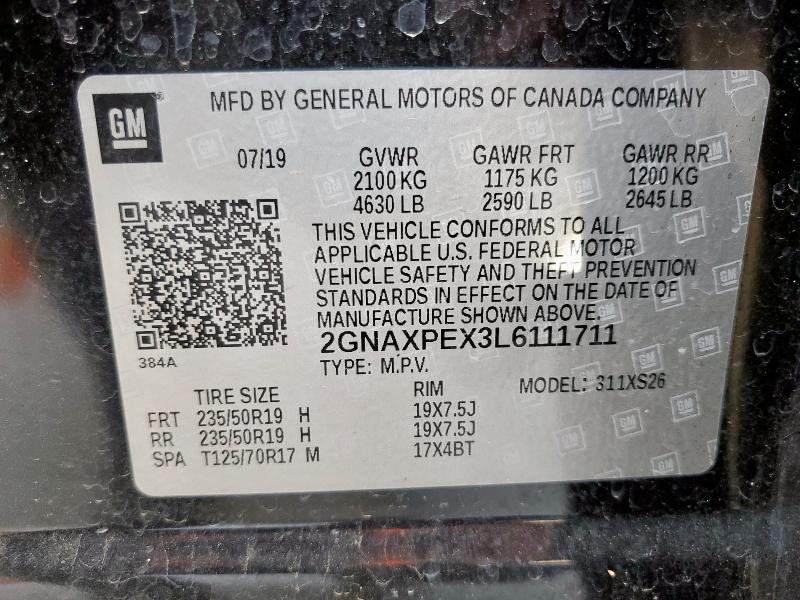 GM
MFD BY GENERAL MOTORS OF CANADA COMPANY
07/19 GVWR GAWR FRT GAWR RR
2100 KG 1175 KG 1200 KG
4630 LB 2590 LB 2645 LB
THIS VEHICLE CONFORMS TO ALL
APPLICABLE U.S. FEDERAL MOTOR
VEHICLE SAFETY AND THEFT PREVENTION
STANDARDS IN EFFECT ON THE DATE OF
MANUFACTURE SHOWN ABOVE.
2GNAXPEX3L6111711
384A
TYPE: M.P.V.
MODEL: 311XS26
TIRE SIZE RIM
FRT 235/50R19 H 19X7.5J
RR 235/50R19 H 19X7.5J
SPA T125/70R17 M 17X4BT